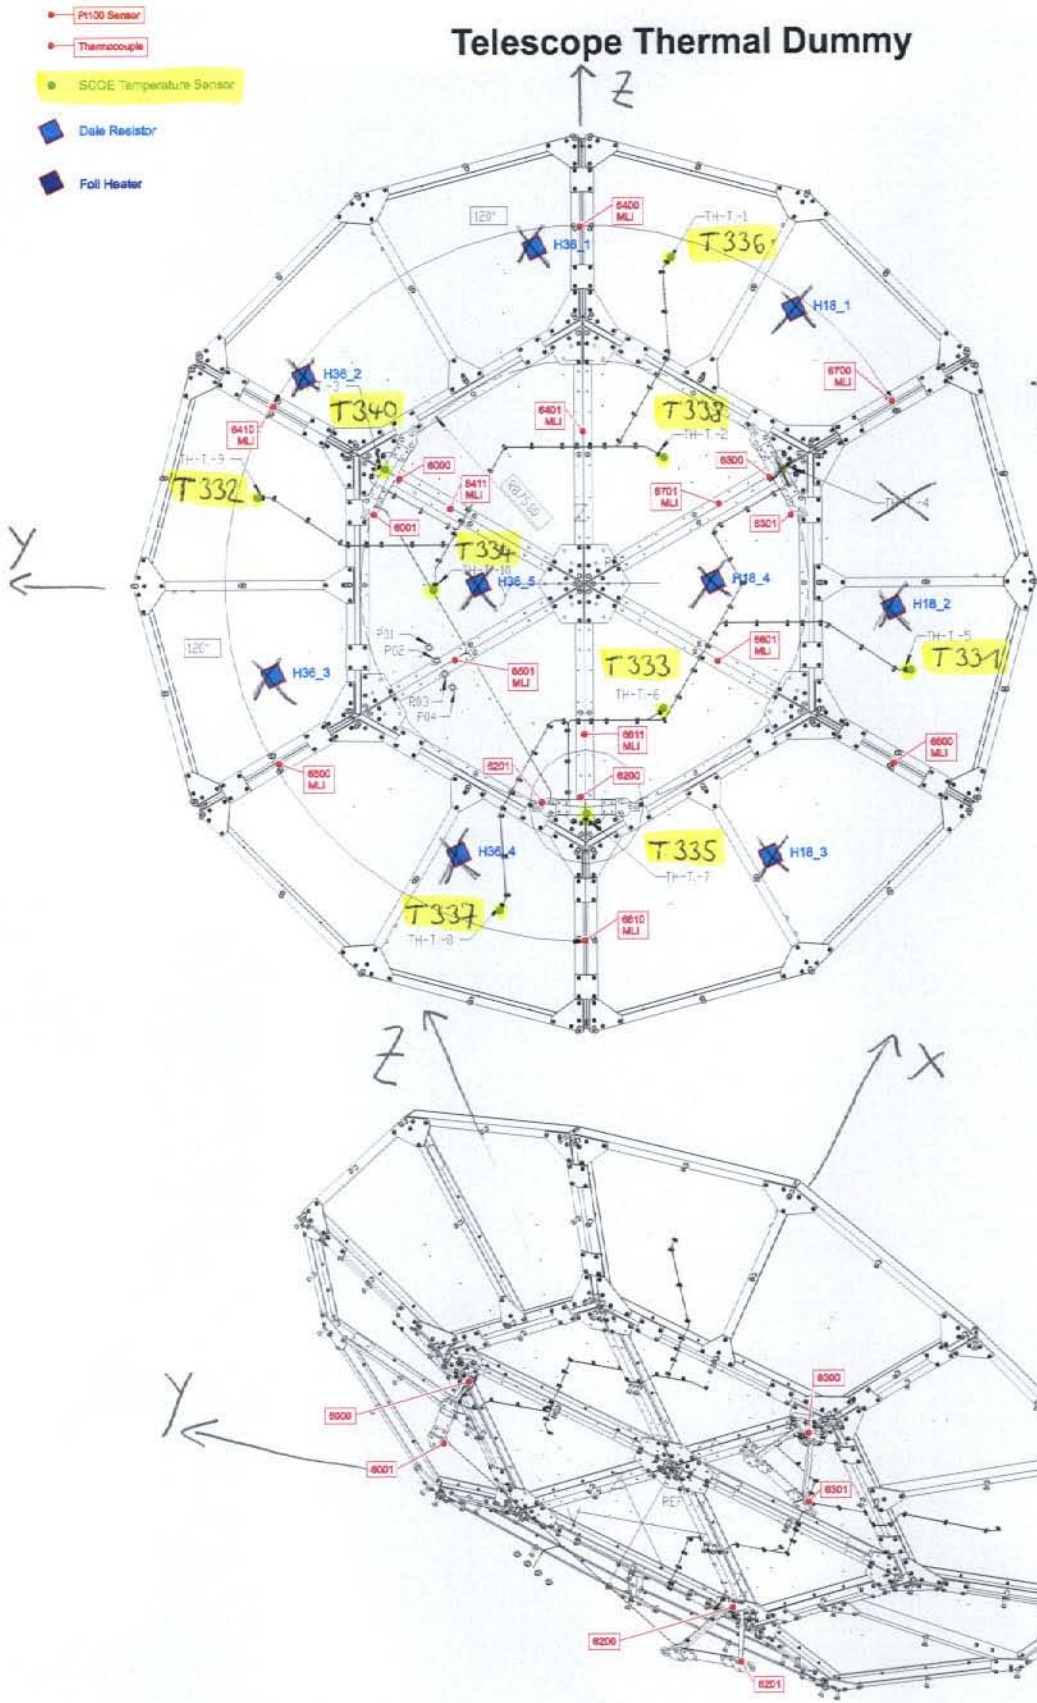 Pt100 Sensor
Telescope Thermal Dummy
Thermocouple
SCOE Temperature Sensor
Z
Dale Resistor
Foil Heater
120°
6400
MLI
TH-T.-1
T336
H36_1
H18_1
H36_2
T340
6700
MLI
6401
MLI
T338
TH-T.-2
6410
MLI
TH-T.-9
T332
6000
6411
MLI
6300
6701
MLI
6301
6001
Y
T334
TH-T.-10
H36_5
H18_4
H18_2
TH-T.-5
T331
P01
P02
120°
6501
MLI
T333
6601
MLI
H36_3
TH-T.-6
P03
P04
6611
MLI
6500
MLI
6600
MLI
6201
6200
H36_4
T335
H18_3
TH-T.-7
T337
TH-T.-8
6610
MLI
Z
X
Y
6000
6300
6001
6301
6200
6201